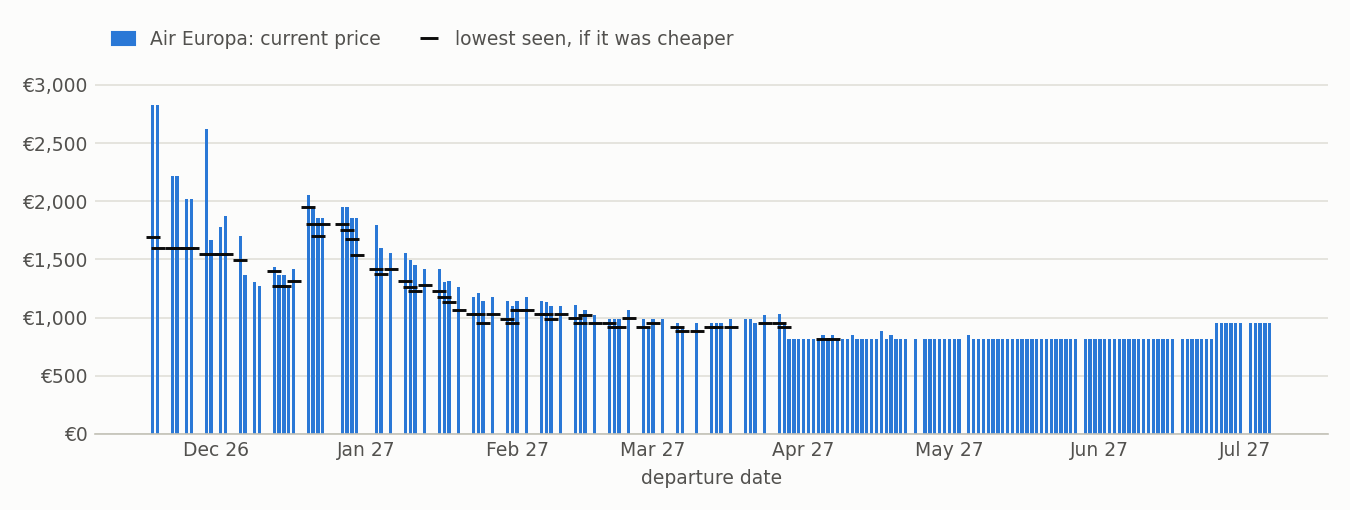 Air Europa: current price
lowest seen, if it was cheaper
€3,000
€2,500
€2,000
€1,500
€1,000
€500
€0
Dec 26 Jan 27 Feb 27 Mar 27 Apr 27 May 27 Jun 27 Jul 27
departure date